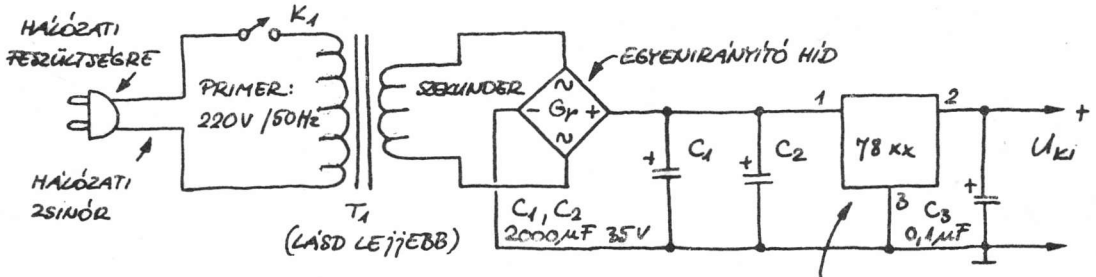 HÁLÓZATI
FESZÜLTSÉGRE
K1
PRIMER:
220V/50Hz
HÁLÓZATI
ZSINÓR
T1
(LÁSD LEJJEBB)
SZEKUNDER
EGYENIRÁNYÍTÓ HÍD
~
- Gr +
~
C1, C2
2000µF 35V
+
C1
+
C2
1
78xx
2
3
C3
0,1µF
+
+
Uki